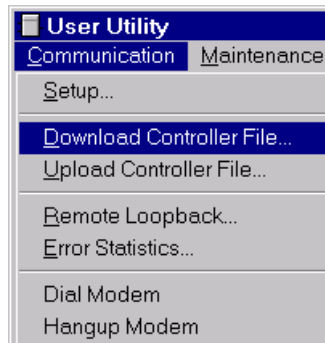 User Utility
Communication Maintenance
Setup...
Download Controller File...
Upload Controller File...
Remote Loopback...
Error Statistics...
Dial Modem
Hangup Modem